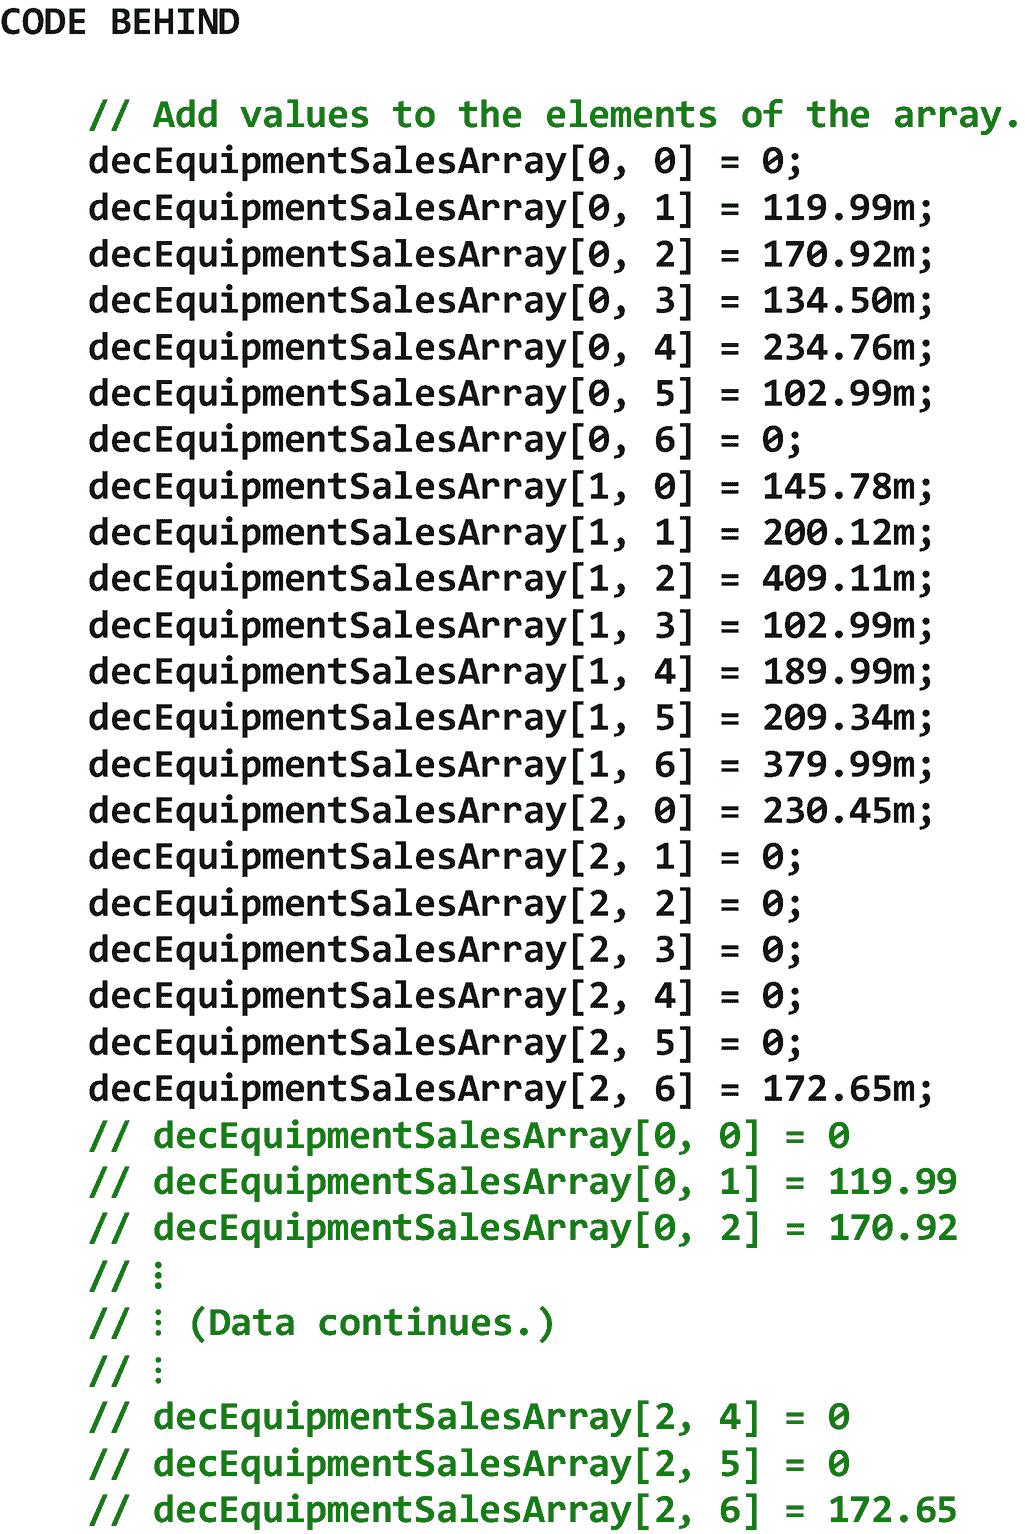 CODE BEHIND
// Add values to the elements of the array.
decEquipmentSalesArray[0, 0] = 0;
decEquipmentSalesArray[0, 1] = 119.99m;
decEquipmentSalesArray[0, 2] = 170.92m;
decEquipmentSalesArray[0, 3] = 134.50m;
decEquipmentSalesArray[0, 4] = 234.76m;
decEquipmentSalesArray[0, 5] = 102.99m;
decEquipmentSalesArray[0, 6] = 0;
decEquipmentSalesArray[1, 0] = 145.78m;
decEquipmentSalesArray[1, 1] = 200.12m;
decEquipmentSalesArray[1, 2] = 409.11m;
decEquipmentSalesArray[1, 3] = 102.99m;
decEquipmentSalesArray[1, 4] = 189.99m;
decEquipmentSalesArray[1, 5] = 209.34m;
decEquipmentSalesArray[1, 6] = 379.99m;
decEquipmentSalesArray[2, 0] = 230.45m;
decEquipmentSalesArray[2, 1] = 0;
decEquipmentSalesArray[2, 2] = 0;
decEquipmentSalesArray[2, 3] = 0;
decEquipmentSalesArray[2, 4] = 0;
decEquipmentSalesArray[2, 5] = 0;
decEquipmentSalesArray[2, 6] = 172.65m;
// decEquipmentSalesArray[0, 0] = 0
// decEquipmentSalesArray[0, 1] = 119.99
// decEquipmentSalesArray[0, 2] = 170.92
// ⋮
// ⋮ (Data continues.)
// ⋮
// decEquipmentSalesArray[2, 4] = 0
// decEquipmentSalesArray[2, 5] = 0
// decEquipmentSalesArray[2, 6] = 172.65